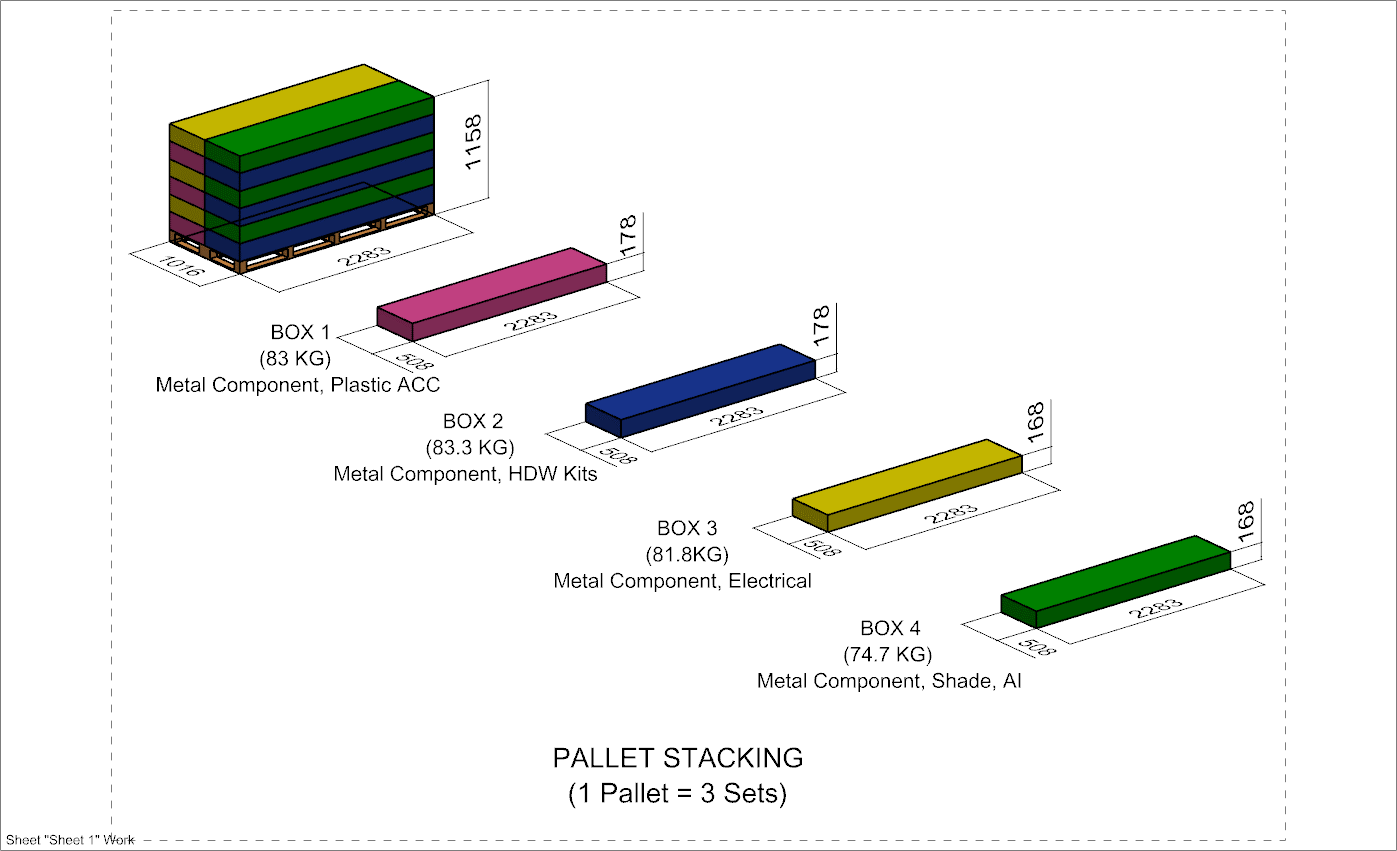 1158
1016
2283
178
2283
508
BOX 1
(83 KG)
Metal Component, Plastic ACC
178
2283
508
BOX 2
(83.3 KG)
Metal Component, HDW Kits
168
2283
508
BOX 3
(81.8KG)
Metal Component, Electrical
168
2283
508
BOX 4
(74.7 KG)
Metal Component, Shade, AI
PALLET STACKING
(1 Pallet = 3 Sets)
Sheet "Sheet 1" Work